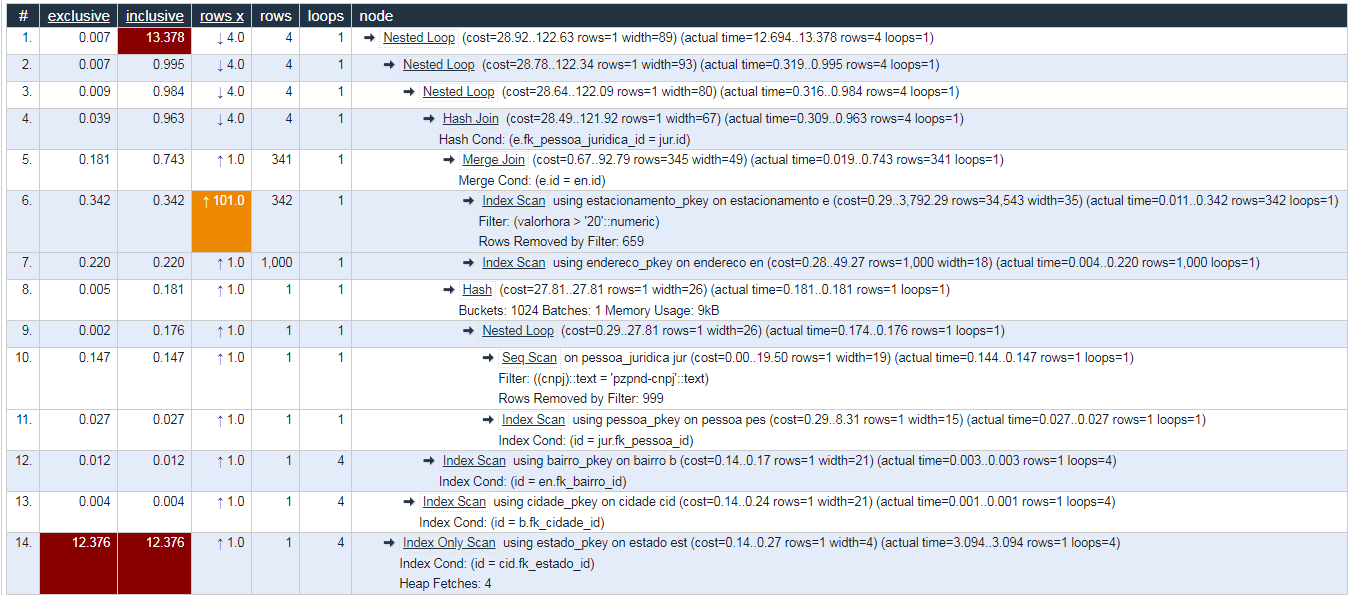 # exclusive inclusive rows x rows loops node
1. 0.007 13.378 ↓ 4.0 4 1 → Nested Loop (cost=28.92..122.63 rows=1 width=89) (actual time=12.694..13.378 rows=4 loops=1)
2. 0.007 0.995 ↓ 4.0 4 1 → Nested Loop (cost=28.78..122.34 rows=1 width=93) (actual time=0.319..0.995 rows=4 loops=1)
3. 0.009 0.984 ↓ 4.0 4 1 → Nested Loop (cost=28.64..122.09 rows=1 width=80) (actual time=0.316..0.984 rows=4 loops=1)
4. 0.039 0.963 ↓ 4.0 4 1 → Hash Join (cost=28.49..121.92 rows=1 width=67) (actual time=0.309..0.963 rows=4 loops=1)
Hash Cond: (e.fk_pessoa_juridica_id = jur.id)
5. 0.181 0.743 ↑ 1.0 341 1 → Merge Join (cost=0.67..92.79 rows=345 width=49) (actual time=0.019..0.743 rows=341 loops=1)
Merge Cond: (e.id = en.id)
6. 0.342 0.342 ↑ 101.0 342 1 → Index Scan using estacionamento_pkey on estacionamento e (cost=0.29..3,792.29 rows=34,543 width=35) (actual time=0.011..0.342 rows=342 loops=1)
Filter: (valorhora > '20'::numeric)
Rows Removed by Filter: 659
7. 0.220 0.220 ↑ 1.0 1,000 1 → Index Scan using endereco_pkey on endereco en (cost=0.28..49.27 rows=1,000 width=18) (actual time=0.004..0.220 rows=1,000 loops=1)
8. 0.005 0.181 ↑ 1.0 1 1 → Hash (cost=27.81..27.81 rows=1 width=26) (actual time=0.181..0.181 rows=1 loops=1)
Buckets: 1024 Batches: 1 Memory Usage: 9kB
9. 0.002 0.176 ↑ 1.0 1 1 → Nested Loop (cost=0.29..27.81 rows=1 width=26) (actual time=0.174..0.176 rows=1 loops=1)
10. 0.147 0.147 ↑ 1.0 1 1 → Seq Scan on pessoa_juridica jur (cost=0.00..19.50 rows=1 width=19) (actual time=0.144..0.147 rows=1 loops=1)
Filter: ((cnpj)::text = 'pzpnd-cnpj'::text)
Rows Removed by Filter: 999
11. 0.027 0.027 ↑ 1.0 1 1 → Index Scan using pessoa_pkey on pessoa pes (cost=0.29..8.31 rows=1 width=15) (actual time=0.027..0.027 rows=1 loops=1)
Index Cond: (id = jur.fk_pessoa_id)
12. 0.012 0.012 ↑ 1.0 1 4 → Index Scan using bairro_pkey on bairro b (cost=0.14..0.17 rows=1 width=21) (actual time=0.003..0.003 rows=1 loops=4)
Index Cond: (id = en.fk_bairro_id)
13. 0.004 0.004 ↑ 1.0 1 4 → Index Scan using cidade_pkey on cidade cid (cost=0.14..0.24 rows=1 width=21) (actual time=0.001..0.001 rows=1 loops=4)
Index Cond: (id = b.fk_cidade_id)
14. 12.376 12.376 ↑ 1.0 1 4 → Index Only Scan using estado_pkey on estado est (cost=0.14..0.27 rows=1 width=4) (actual time=3.094..3.094 rows=1 loops=4)
Index Cond: (id = cid.fk_estado_id)
Heap Fetches: 4